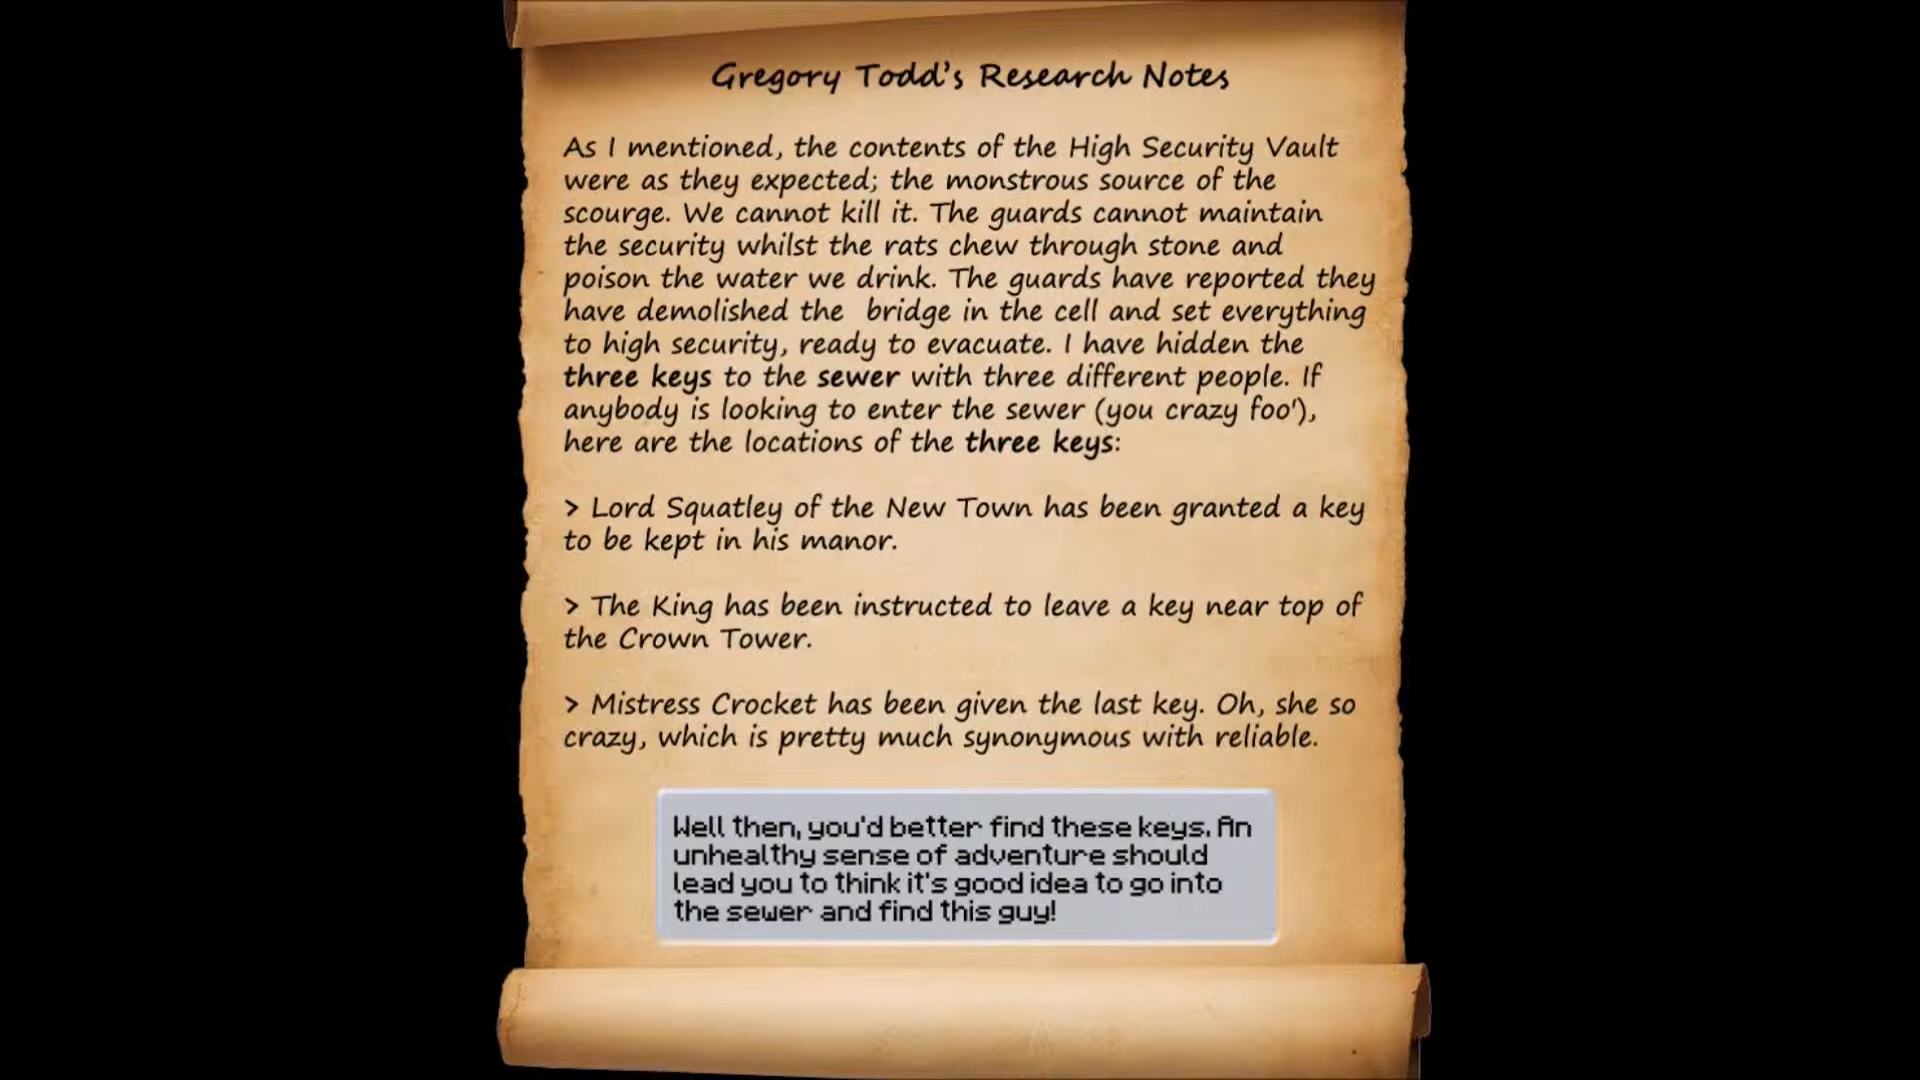 Gregory Todd's Research Notes
As I mentioned, the contents of the High Security Vault
were as they expected; the monstrous source of the
scourge. We cannot kill it. The guards cannot maintain
the security whilst the rats chew through stone and
poison the water we drink. The guards have reported they
have demolished the  bridge in the cell and set everything
to high security, ready to evacuate. I have hidden the
three keys to the sewer with three different people. If
anybody is looking to enter the sewer (you crazy foo'),
here are the locations of the three keys:
> Lord Squatley of the New Town has been granted a key
to be kept in his manor.
> The King has been instructed to leave a key near top of
the Crown Tower.
> Mistress Crocket has been given the last key. Oh, she so
crazy, which is pretty much synonymous with reliable.
Well then, you'd better find these keys. An
unhealthy sense of adventure should
lead you to think it's good idea to go into
the sewer and find this guy!